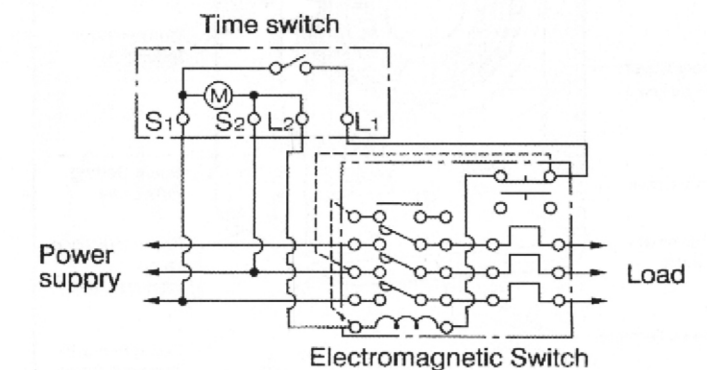 Time switch
M
S1 S2 L2 L1
Power
suppry
Load
Electromagnetic Switch